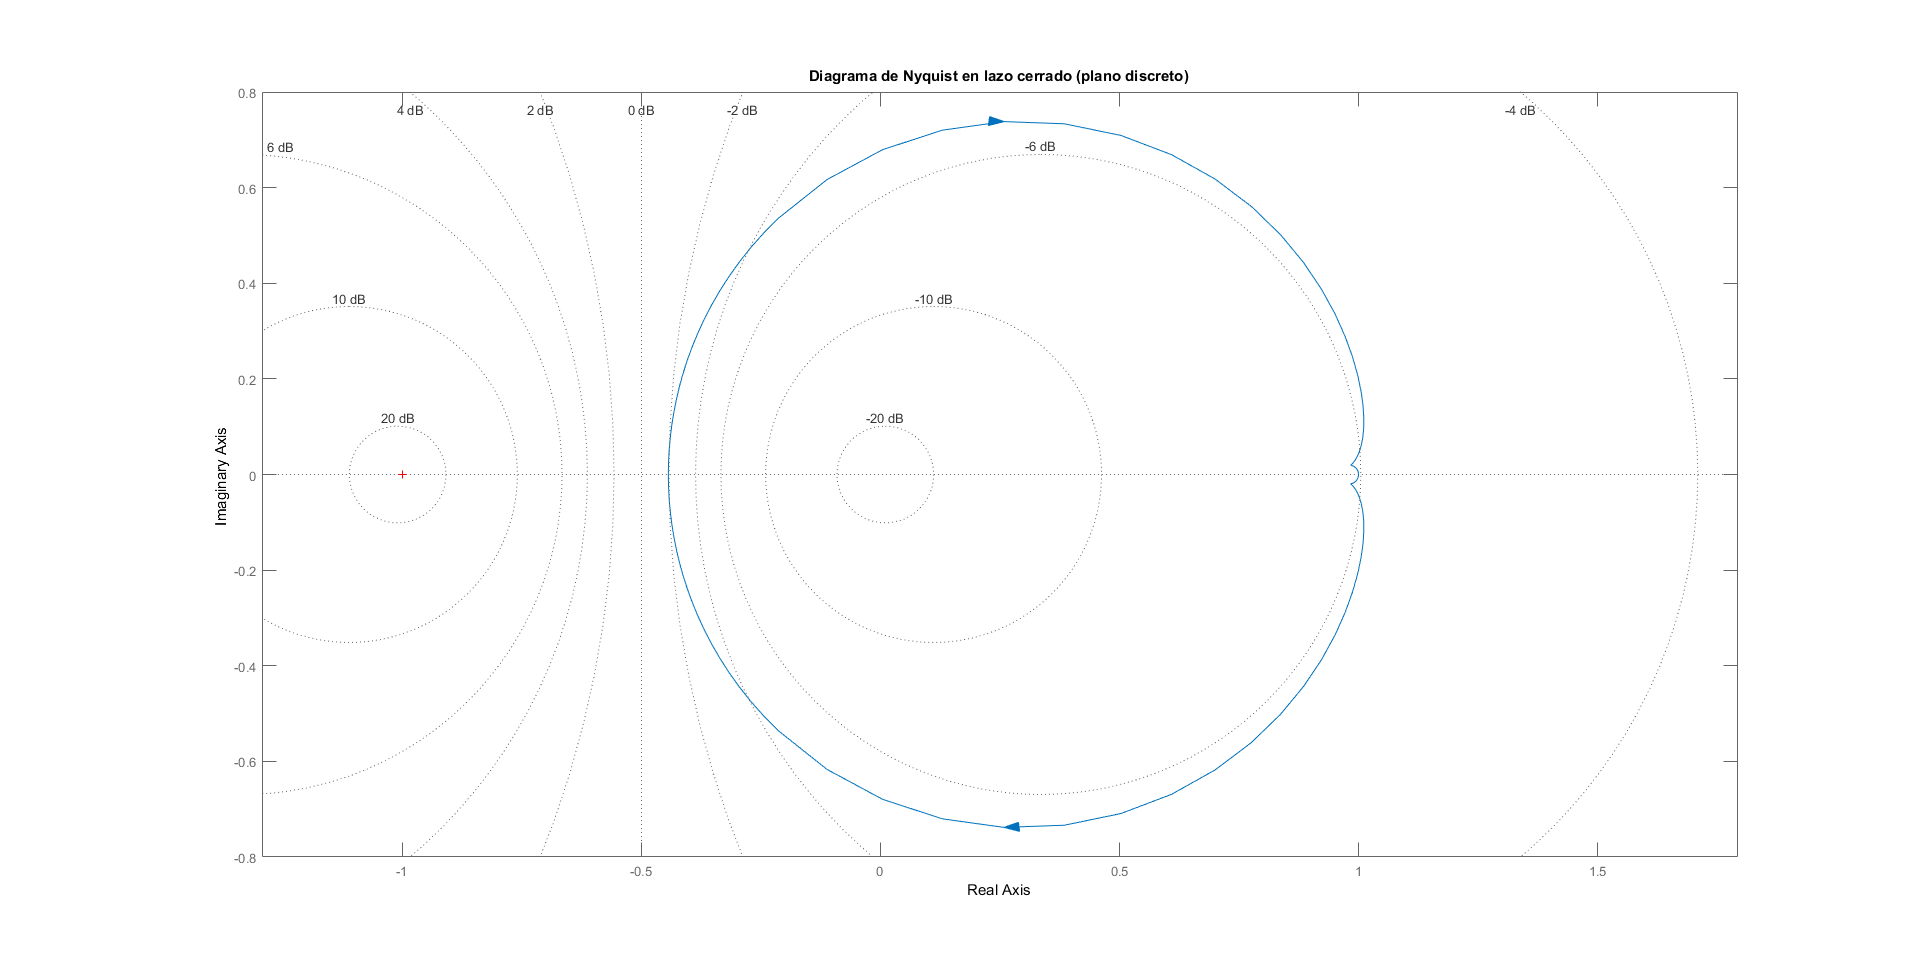 Diagrama de Nyquist en lazo cerrado (plano discreto)
0.8
4 dB
2 dB
0 dB
-2 dB
-4 dB
6 dB
-6 dB
0.6
0.4
10 dB
-10 dB
0.2
20 dB
-20 dB
Imaginary Axis
0
-0.2
-0.4
-0.6
-0.8
-1
-0.5
0
0.5
1
1.5
Real Axis